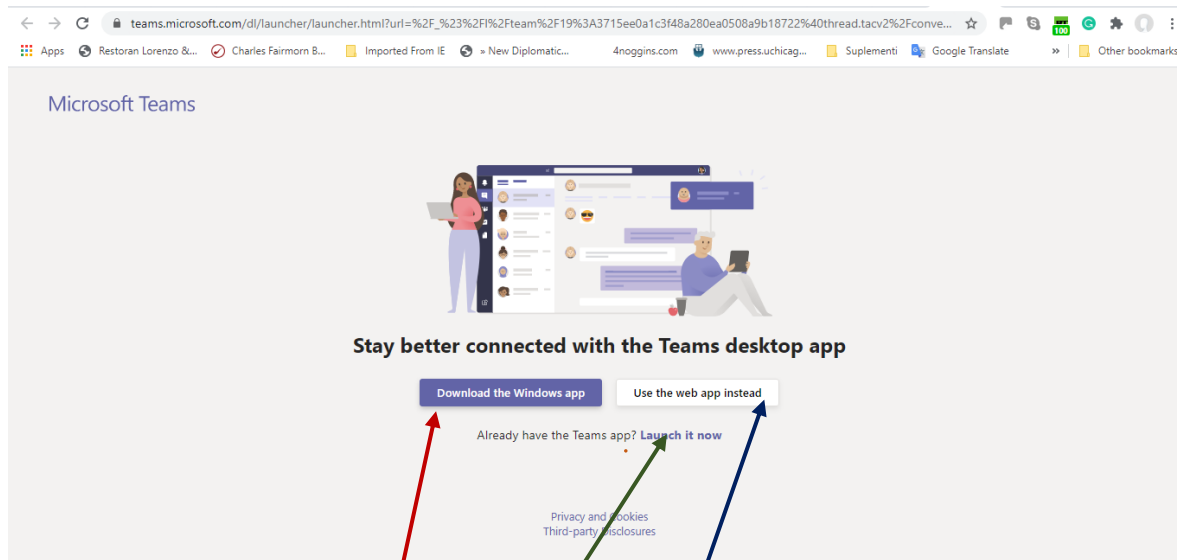 teams.microsoft.com/dl/launcher/launcher.html?url=%2F_%23%2Fl%2Fteam%2F19%3A3715ee0a1c3f48a280ea0508a9b18722%40thread.tacv2%2Fconve...
Apps Restoran Lorenzo &... Charles Fairmorn B... Imported From IE » New Diplomatic... 4noggins.com www.press.uchicag... Suplementi Google Translate » Other bookmarks
100
Microsoft Teams
Stay better connected with the Teams desktop app
Download the Windows app Use the web app instead
Already have the Teams app? Launch it now
Privacy and Cookies
Third-party Disclosures